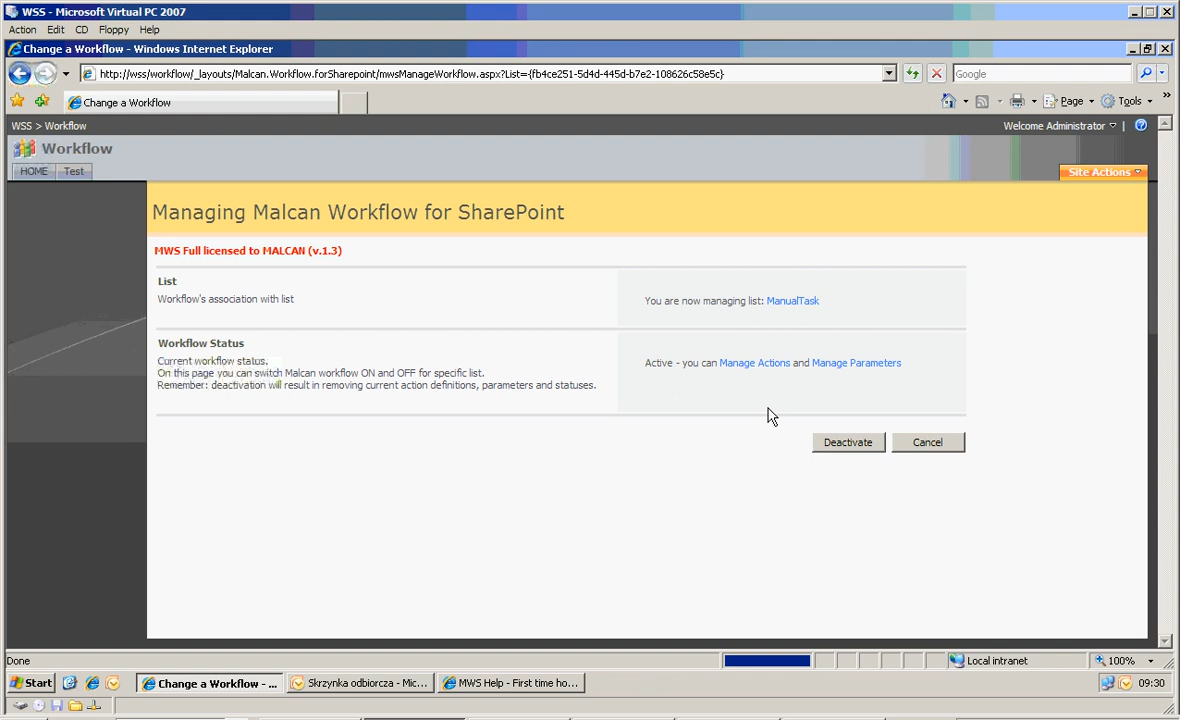 WSS - Microsoft Virtual PC 2007
Action Edit CD Floppy Help
Change a Workflow - Windows Internet Explorer
http://wss/workflow/_layouts/Malcan.Workflow.forSharepoint/mwsManageWorkflow.aspx?List={fb4ce251-5d4d-445d-b7e2-108626c58e5c}
Google
Change a Workflow
Page
Tools
WSS > Workflow
Welcome Administrator
Workflow
HOME Test
Site Actions
Managing Malcan Workflow for SharePoint
MWS Full licensed to MALCAN (v.1.3)
List
Workflow's association with list
You are now managing list: ManualTask
Workflow Status
Current workflow status.
On this page you can switch Malcan workflow ON and OFF for specific list.
Remember: deactivation will result in removing current action definitions, parameters and statuses.
Active - you can Manage Actions and Manage Parameters
Deactivate Cancel
Done
Local intranet
100%
Start
Change a Workflow - ...
Skrzynka odbiorcza - Mic...
MWS Help - First time ho...
09:30